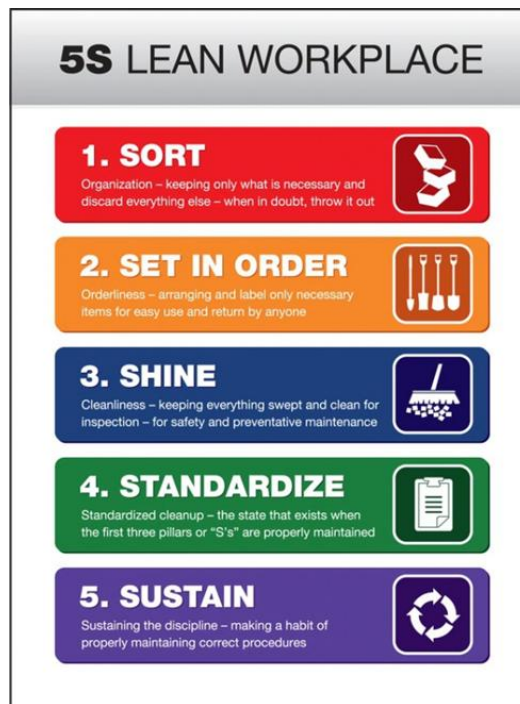 5S LEAN WORKPLACE
1. SORT
Organization – keeping only what is necessary and
discard everything else – when in doubt, throw it out
2. SET IN ORDER
Orderliness – arranging and label only necessary
items for easy use and return by anyone
3. SHINE
Cleanliness – keeping everything swept and clean for
inspection – for safety and preventative maintenance
4. STANDARDIZE
Standardized cleanup – the state that exists when
the first three pillars or “S’s” are properly maintained
5. SUSTAIN
Sustaining the discipline – making a habit of
properly maintaining correct procedures